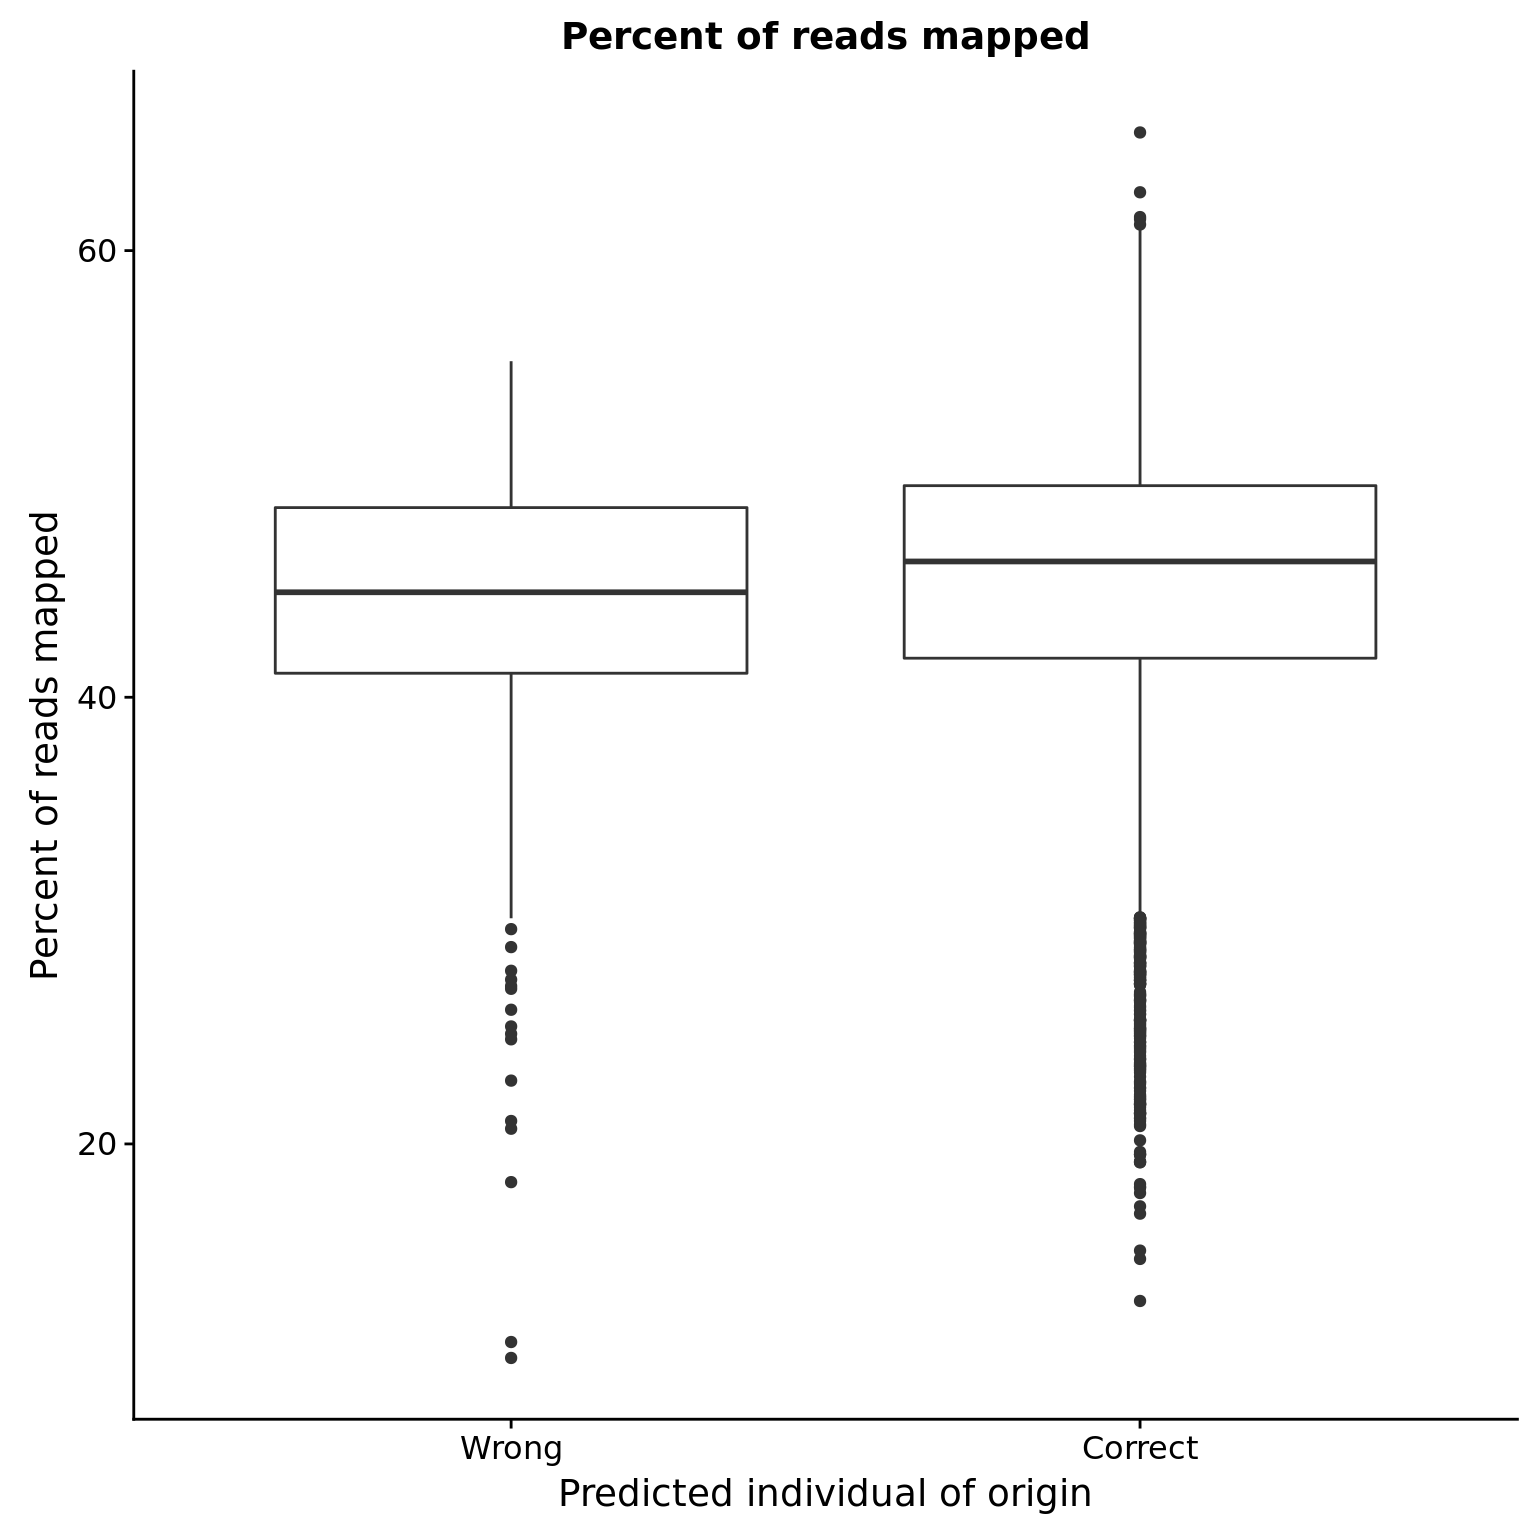 Percent of reads mapped
Percent of reads mapped
60
40
20
Wrong
Correct
Predicted individual of origin